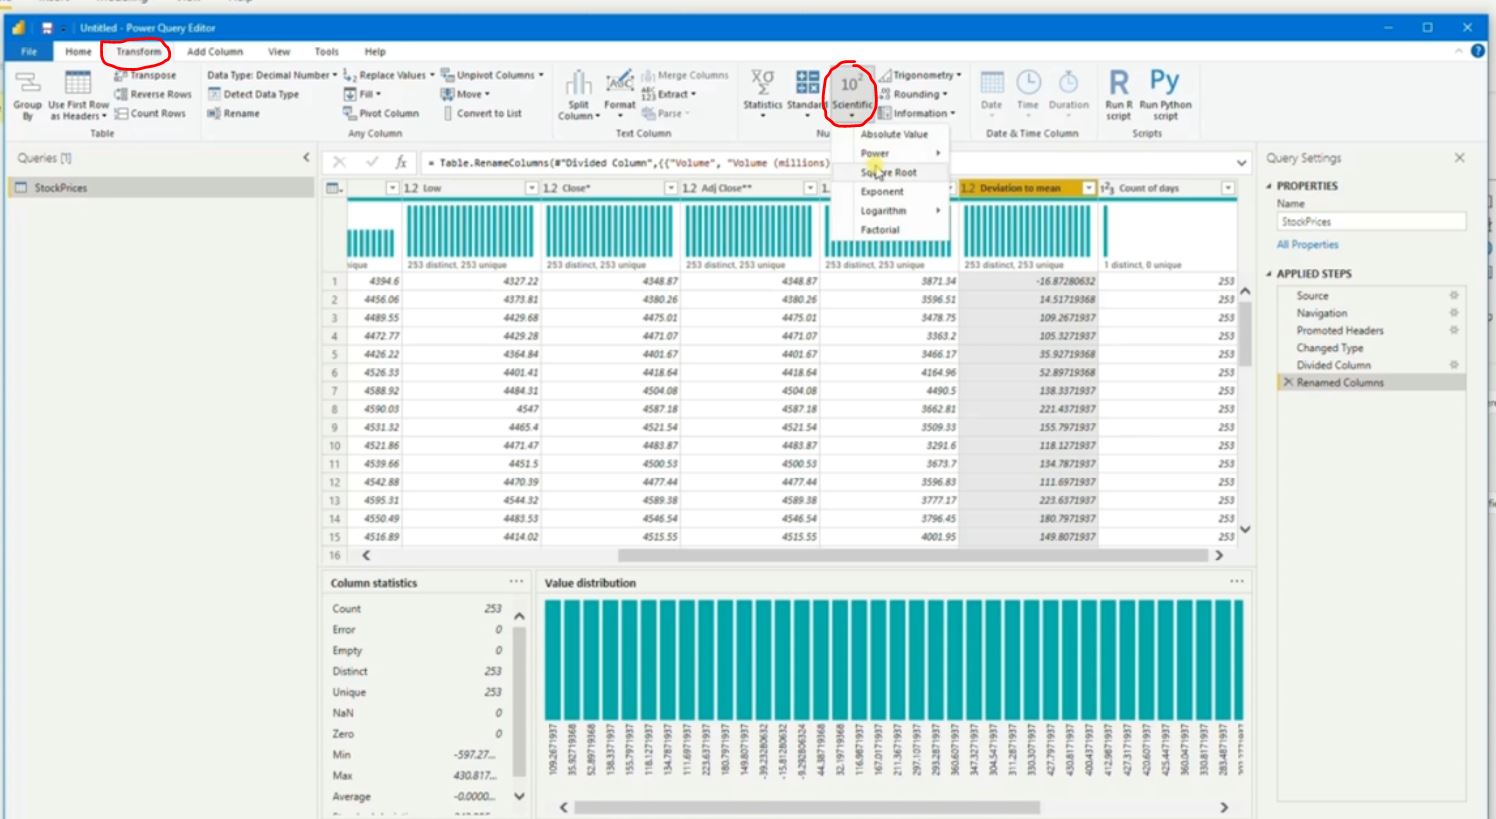 Untitled - Power Query Editor
File Home Transform Add Column View Tools Help
Group By
Use First Row as Headers
Transpose
Reverse Rows
Count Rows
Table
Data Type: Decimal Number
Detect Data Type
Rename
Replace Values
Fill
Pivot Column
Unpivot Columns
Move
Convert to List
Any Column
Split Column
Format
ABC
Merge Columns
ABC 123 Extract
Parse
Text Column
Statistics
Standard
10² Scientific
Trigonometry
Rounding
Information
Nu
Date
Time
Duration
Date & Time Column
R Run R script
Py Run Python script
Scripts
Absolute Value
Power
Square Root
Exponent
Logarithm
Factorial
Queries [1]
StockPrices
fx = Table.RenameColumns(#"Divided Column",{{"Volume", "Volume (millions)
1.2 Low 1.2 Close* 1.2 Adj Close** 1. 1.2 Deviation to mean 123 Count of days
ique 253 distinct, 253 unique 253 distinct, 253 unique 253 distinct, 253 unique 253 distinct, 253 unique 253 distinct, 253 unique 1 distinct, 0 unique
1 4394.6 4327.22 4348.87 4348.87 3871.34 -16.87280632 253
2 4456.06 4373.81 4380.26 4380.26 3596.51 14.51719368 253
3 4489.55 4429.68 4475.01 4475.01 3478.75 109.2671937 253
4 4472.77 4429.28 4471.07 4471.07 3363.2 105.3271937 253
5 4426.22 4364.84 4401.67 4401.67 3466.17 35.92719368 253
6 4526.33 4401.41 4418.64 4418.64 4164.96 52.89719368 253
7 4588.92 4484.31 4504.08 4504.08 4490.5 138.3371937 253
8 4590.03 4547 4587.18 4587.18 3662.81 221.4371937 253
9 4531.32 4465.4 4521.54 4521.54 3509.33 155.7971937 253
10 4521.86 4471.47 4483.87 4483.87 3291.6 118.1271937 253
11 4539.66 4451.5 4500.53 4500.53 3673.7 134.7871937 253
12 4542.88 4470.39 4477.44 4477.44 3596.83 111.6971937 253
13 4595.31 4544.32 4589.38 4589.38 3777.17 223.6371937 253
14 4550.49 4483.53 4546.54 4546.54 3796.45 180.7971937 253
15 4516.89 4414.02 4515.55 4515.55 4001.95 149.8071937 253
16
Column statistics
Count 253
Error 0
Empty 0
Distinct 253
Unique 253
NaN 0
Zero 0
Min -597.27...
Max 430.817...
Average -0.0000...
Value distribution
109.2671937
35.92719368
52.89719368
138.3371937
155.7971937
118.1271937
134.7871937
111.6971937
223.6371937
180.7971937
149.8071937
-39.23280632
-15.81280632
-9.292806324
44.38719368
32.19719368
116.9871937
167.0171937
211.3671937
297.1071937
293.2871937
360.6071937
347.3271937
304.5471937
311.2871937
330.3071937
427.7971937
430.8171937
400.4371937
412.9871937
427.3171937
420.6071937
425.4471937
360.0471937
330.8171937
283.4871937
Query Settings
PROPERTIES
Name
StockPrices
All Properties
APPLIED STEPS
Source
Navigation
Promoted Headers
Changed Type
Divided Column
Renamed Columns